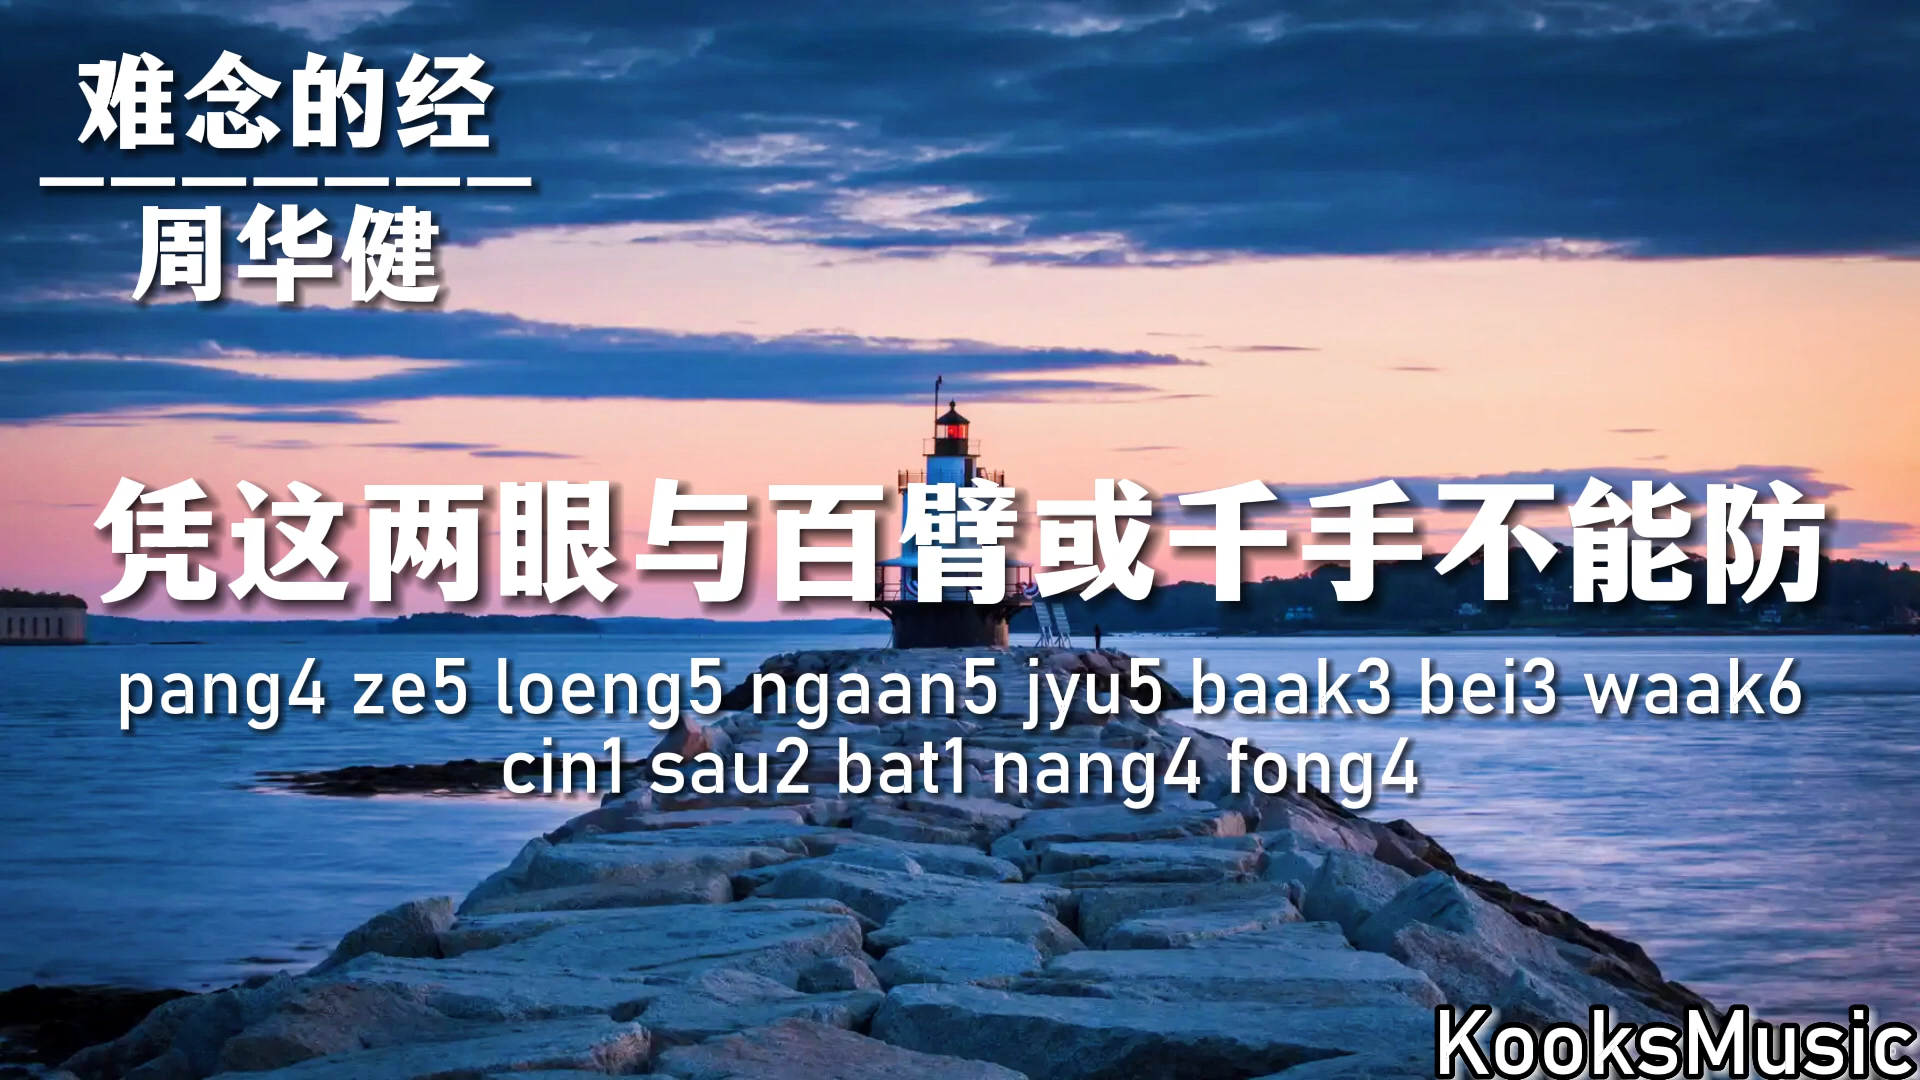 难念的经
周华健
凭这两眼与百臂或千手不能防
pang4 ze5 loeng5 ngaan5 jyu5 baak3 bei3 waak6
cin1 sau2 bat1 nang4 fong4
KooksMusic